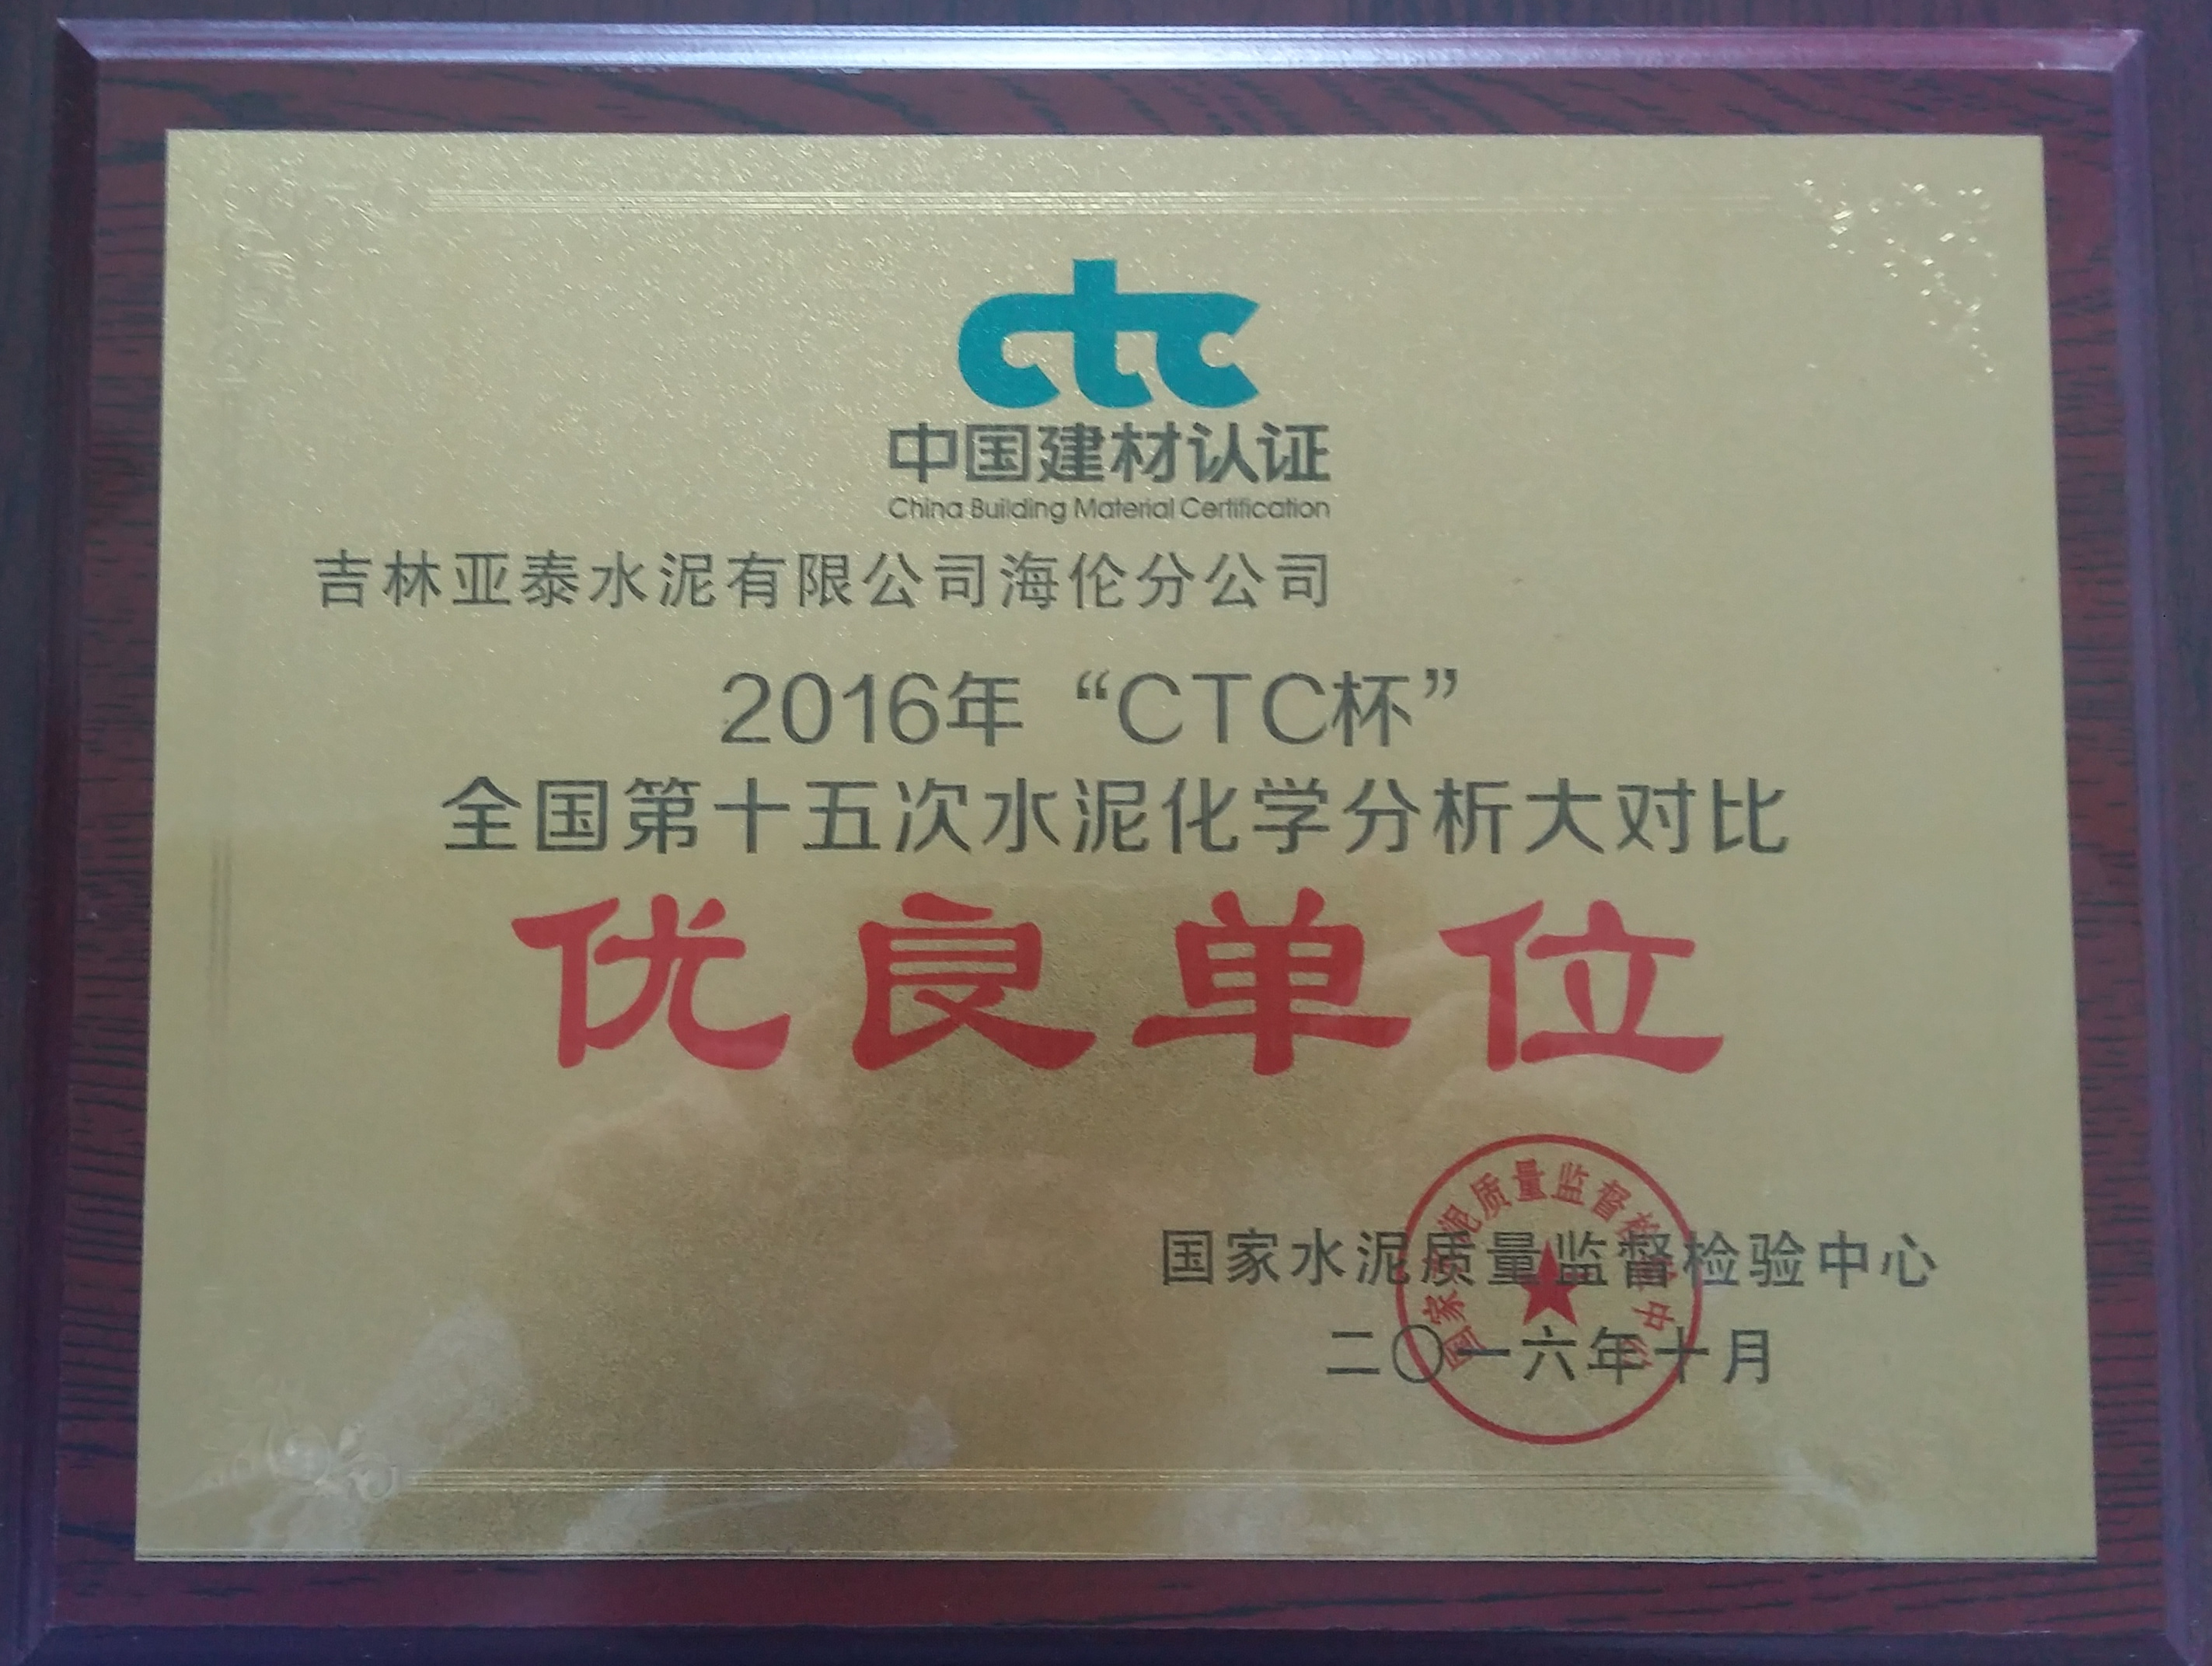 ctc
中国建材认证
China Building Material Certification
吉林亚泰水泥有限公司海伦分公司
2016年“CTC杯”
全国第十五次水泥化学分析大对比
优良单位
国家水泥质量监督检验中心
二〇一六年十月